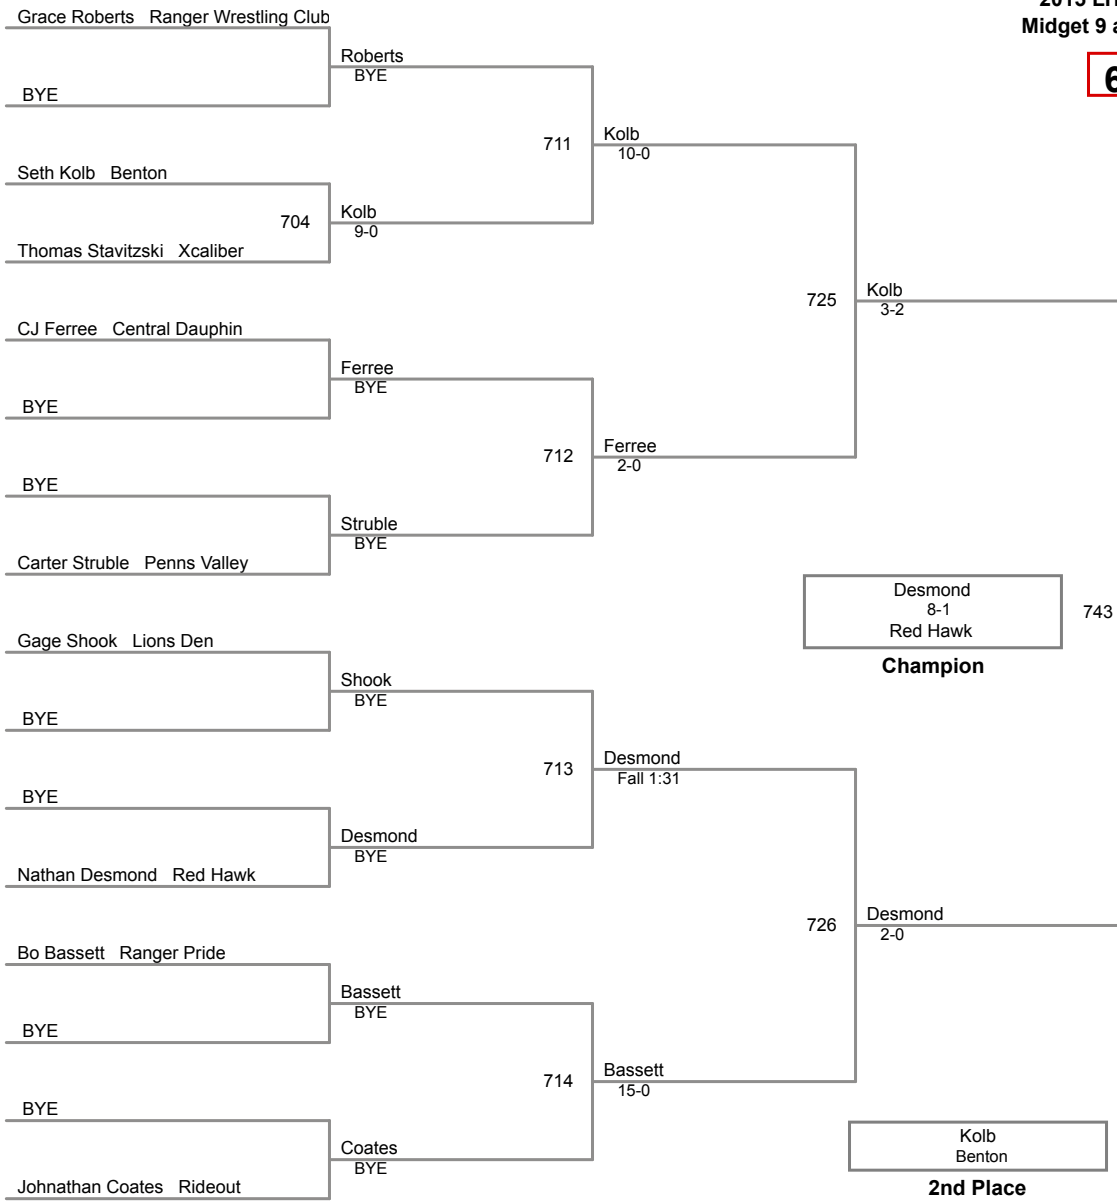 2015 LH
Midget 9 a
6
Grace Roberts Ranger Wrestling Club
BYE
Seth Kolb Benton
704
Thomas Stavitzski Xcaliber
CJ Ferree Central Dauphin
BYE
BYE
Carter Struble Penns Valley
Gage Shook Lions Den
BYE
BYE
Nathan Desmond Red Hawk
Bo Bassett Ranger Pride
BYE
BYE
Johnathan Coates Rideout
Roberts
BYE
711
Kolb
9-0
Ferree
BYE
712
Struble
BYE
Shook
BYE
713
Desmond
BYE
Bassett
BYE
714
Coates
BYE
Kolb
10-0
725
Ferree
2-0
Desmond
Fall 1:31
726
Bassett
15-0
Kolb
3-2
Desmond
8-1
Red Hawk
743
Champion
Desmond
2-0
Kolb
Benton
2nd Place